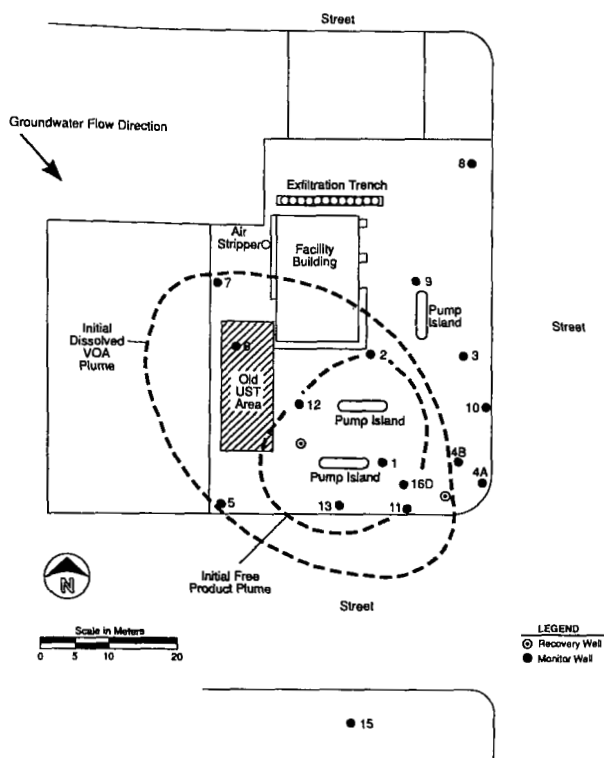 Street
Groundwater Flow Direction
8
Exfiltration Trench
Air
Stripper
Facility
Building
7
9
Pump
Island
Street
Initial
Dissolved
VOA
Plume
6
2
3
Old
UST
Area
12
Pump Island
10
1
4B
Pump Island
16D
4A
5
13
11
Initial Free
Product Plume
N
Street
Scale in Meters
0 5 10 20
LEGEND
Recovery Well
Monitor Well
15